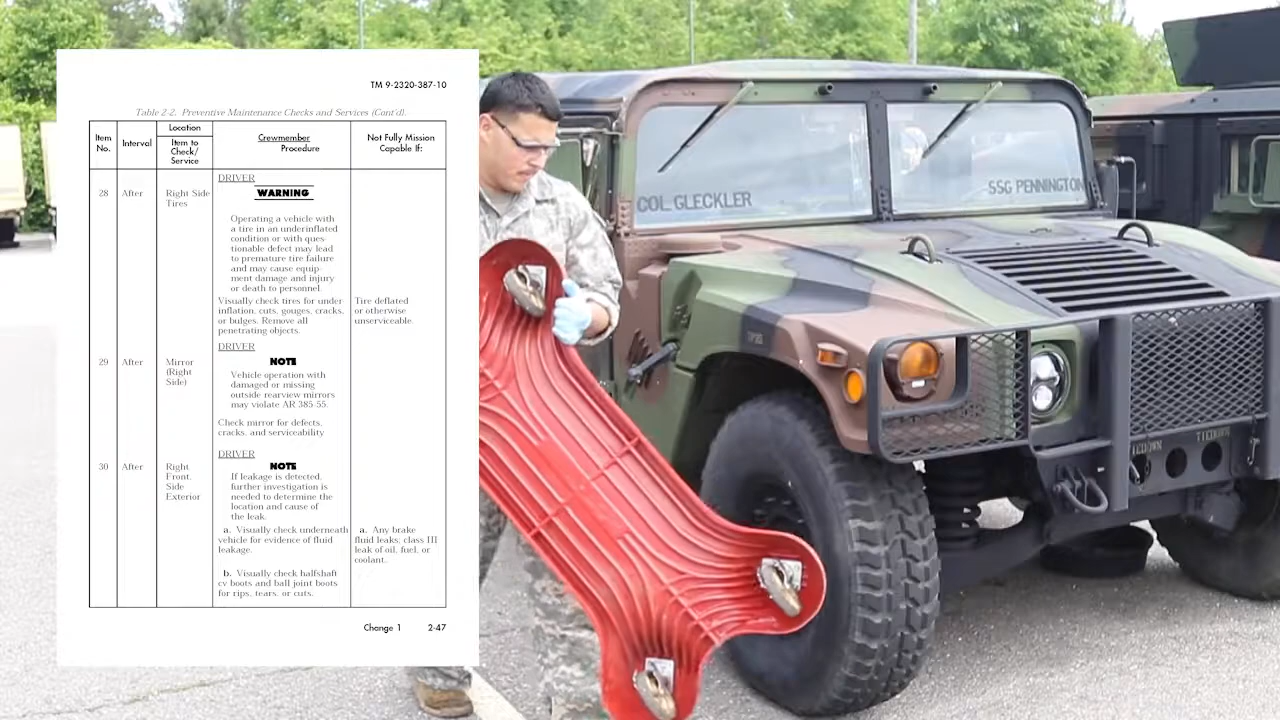 TM 9-2320-387-10
Table 2-2. Preventive Maintenance Checks and Services (Cont'd).
Item No.
Interval
Location
Item to Check/ Service
Crewmember Procedure
Not Fully Mission Capable If:
DRIVER
28
After
Right Side
Tires
WARNING
Operating a vehicle with
a tire in an underinflated
condition or with ques-
tionable defect may lead
to premature tire failure
and may cause equip-
ment damage and injury
or death to personnel.
Visually check tires for under-
inflation, cuts, gouges, cracks,
or bulges. Remove all
penetrating objects.
Tire deflated
or otherwise
unserviceable.
DRIVER
29
After
Mirror
(Right
Side)
NOTE
Vehicle operation with
damaged or missing
outside rearview mirrors
may violate AR 385-55.
Check mirror for defects,
cracks, and serviceability
DRIVER
30
After
Right
Front,
Side
Exterior
NOTE
If leakage is detected,
further investigation is
needed to determine the
location and cause of
the leak.
a. Visually check underneath
vehicle for evidence of fluid
leakage.
a. Any brake
fluid leaks; class III
leak of oil, fuel, or
coolant.
b. Visually check halfshaft
cv boots and ball joint boots
for rips, tears, or cuts.
Change 1 2-47
COL GLECKLER
SSG PENNINGTON
TIEDOWN
TIEDOWN